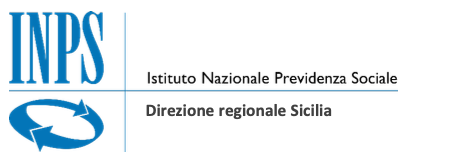 INPS
Istituto Nazionale Previdenza Sociale
Direzione regionale Sicilia